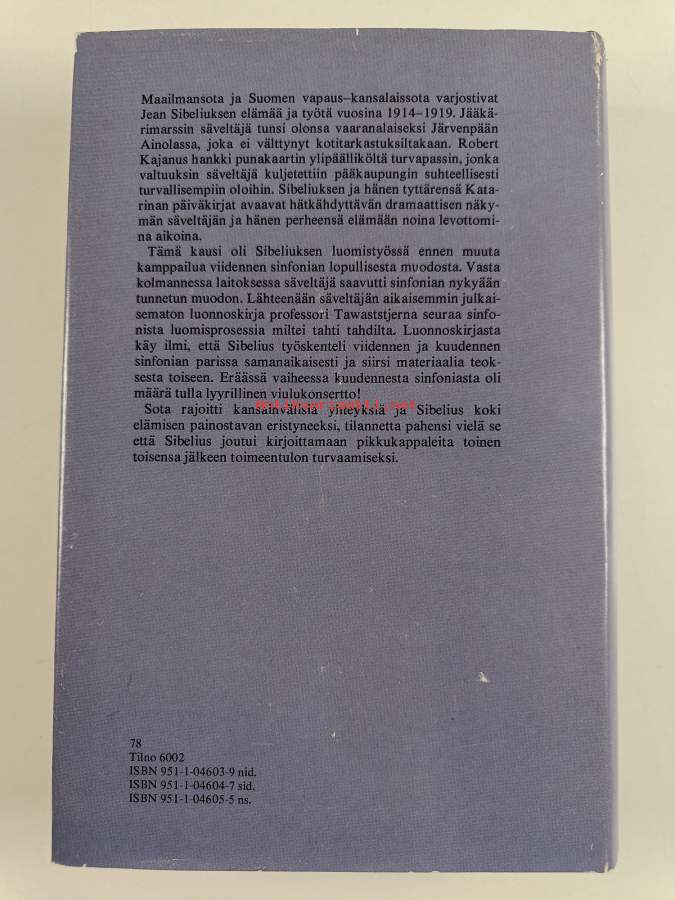 Maailmansota ja Suomen vapaus–kansalaissota varjostivat
Jean Sibeliuksen elämää ja työtä vuosina 1914–1919. Jääkä-
rimarssin säveltäjä tunsi olonsa vaaranalaiseksi Järvenpään
Ainolassa, joka ei välttynyt kotitarkastuksiltakaan. Robert
Kajanus hankki punakaartin ylipäälliköltä turvapassin, jonka
valtuuksin säveltäjä kuljetettiin pääkaupungin suhteellisesti
turvallisempiin oloihin. Sibeliuksen ja hänen tyttärensä Kata-
rinan päiväkirjat avaavat hätkähdyttävän dramaattisen näky-
män säveltäjän ja hänen perheensä elämään noina levottomi-
na aikoina.
Tämä kausi oli Sibeliuksen luomistyössä ennen muuta
kamppailua viidennen sinfonian lopullisesta muodosta. Vasta
kolmannessa laitoksessa säveltäjä saavutti sinfonian nykyään
tunnetun muodon. Lähteenään säveltäjän aikaisemmin julkai-
sematon luonnoskirja professori Tawaststjerna seuraa sinfo-
nista luomisprosessia miltei tahti tahdilta. Luonnoskirjasta
käy ilmi, että Sibelius työskenteli viidennen ja kuudennen
sinfonian parissa samanaikaisesti ja siirsi materiaalia teok-
sesta toiseen. Eräässä vaiheessa kuudennesta sinfoniasta oli
määrä tulla lyyrillinen viulukonsertto!
Sota rajoitti kansainvälisiä yhteyksiä ja Sibelius koki
elämisen painostavan eristyneeksi, tilannetta pahensi vielä se
että Sibelius joutui kirjoittamaan pikkukappaleita toinen
toisensa jälkeen toimeentulon turvaamiseksi.
78
Tilno 6002
ISBN 951-1-04603-9 nid.
ISBN 951-1-04604-7 sid.
ISBN 951-1-04605-5 ns.